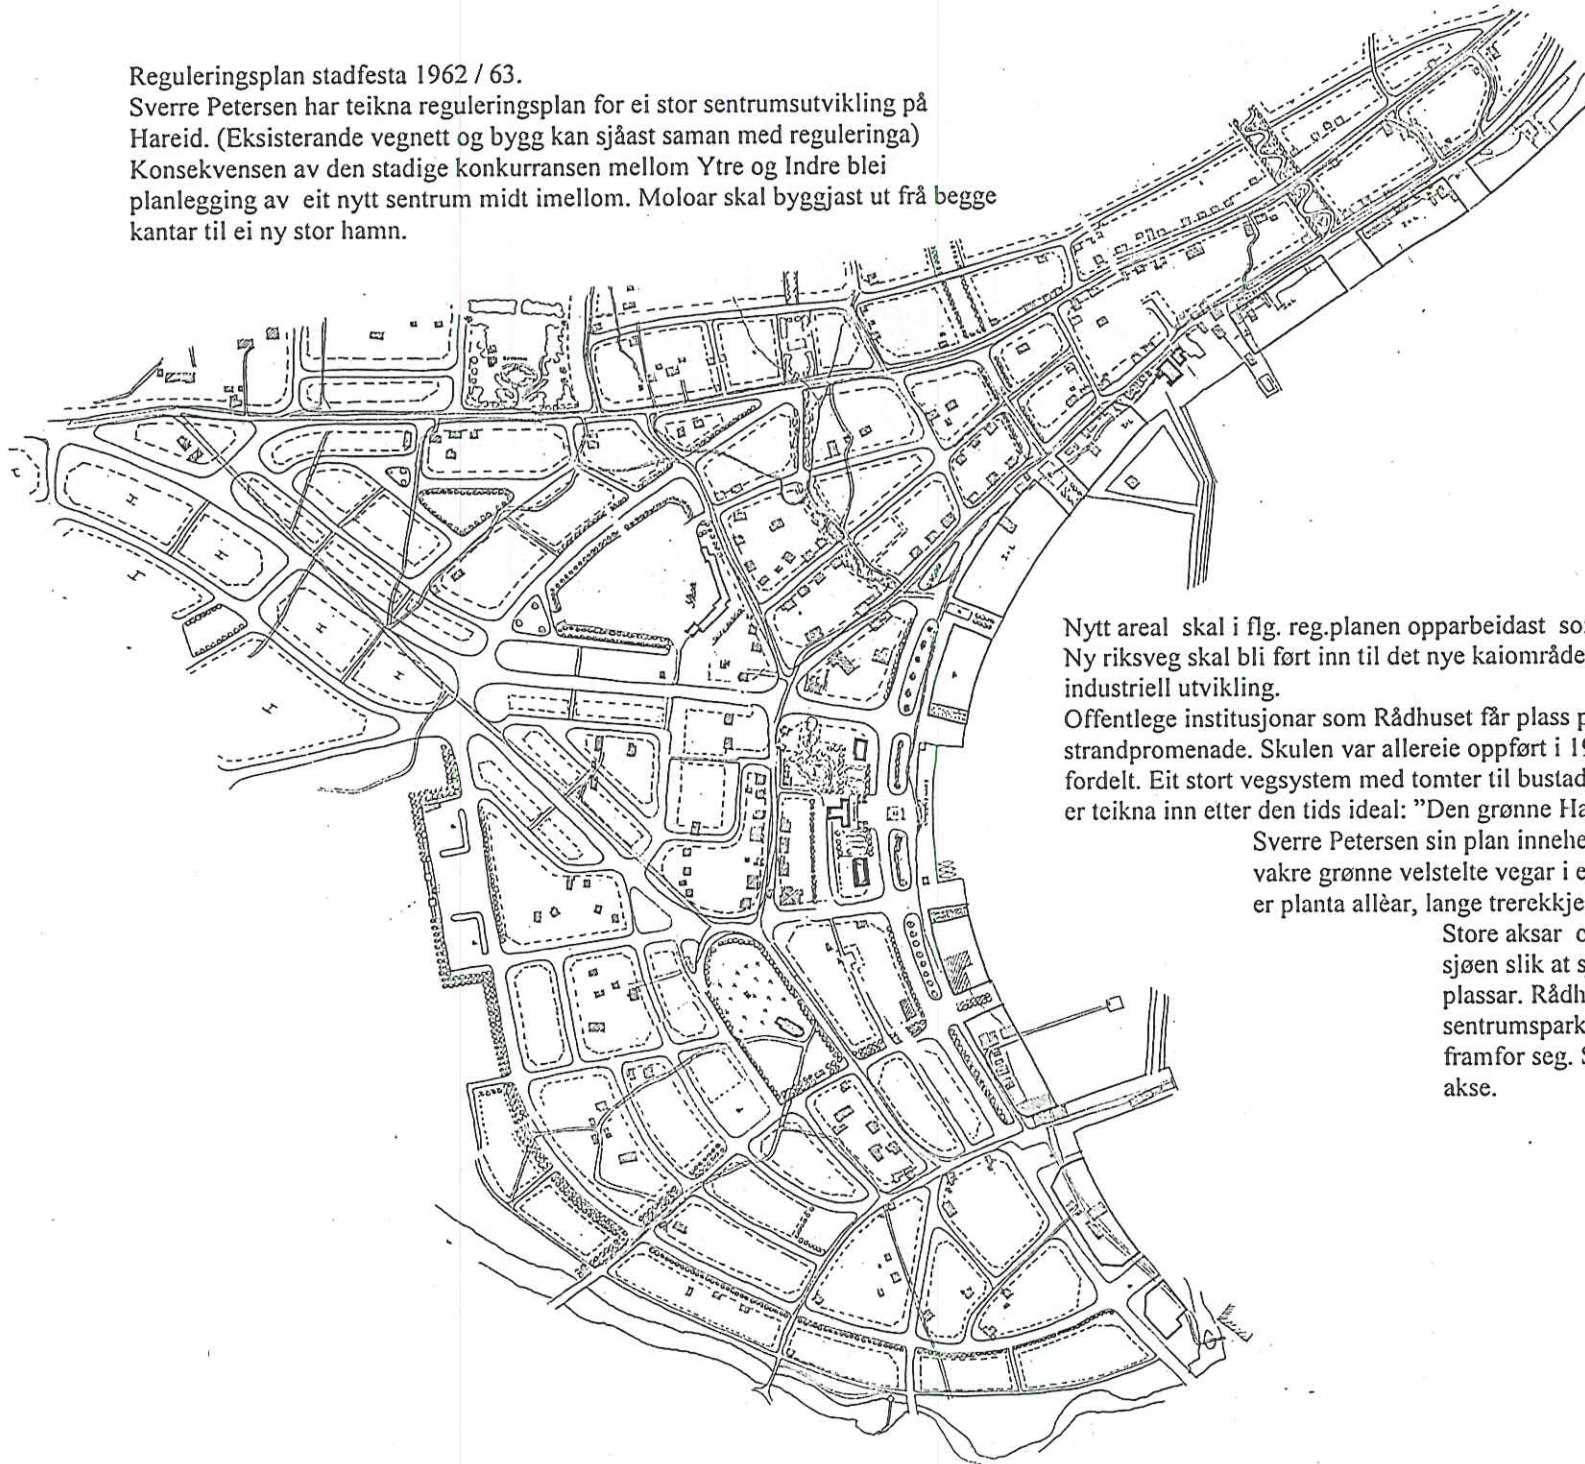 Reguleringsplan stadfesta 1962 / 63.
Sverre Petersen har teikna reguleringsplan for ei stor sentrumsutvikling på
Hareid. (Eksisterande vegnett og bygg kan sjåast saman med reguleringa)
Konsekvensen av den stadige konkurransen mellom Ytre og Indre blei
planlegging av eit nytt sentrum midt imellom. Moloar skal byggjast ut frå begge
kantar til ei ny stor hamn.
Nytt areal skal i flg. reg.planen opparbeidast so
Ny riksveg skal bli ført inn til det nye kaiområde
industriell utvikling.
Offentlege institusjonar som Rådhuset får plass p
strandpromenade. Skulen var allereie oppført i 19
fordelt. Eit stort vegsystem med tomter til bustad
er teikna inn etter den tids ideal: ”Den grønne Ha
Sverre Petersen sin plan innehe
vakre grønne velstelte vegar i e
er planta allèar, lange trerekkje
Store aksar o
sjøen slik at s
plassar. Rådh
sentrumspark
framfor seg. S
akse.
H
H
H
H
H
H
Skule